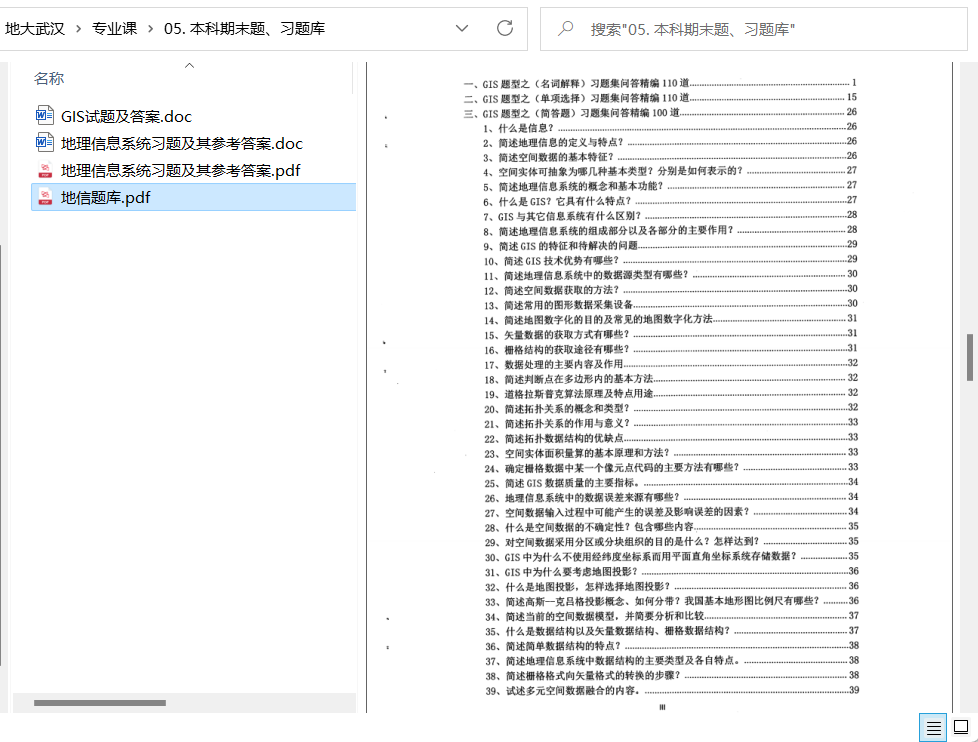 地大武汉 › 专业课 › 05. 本科期末题、习题库
搜索"05. 本科期末题、习题库"
名称
GIS试题及答案.doc
地理信息系统习题及其参考答案.doc
地理信息系统习题及其参考答案.pdf
地信题库.pdf
一、GIS 题型之（名词解释）习题集问答精编 110 道 1
二、GIS 题型之（单项选择）习题集问答精编 110 道 15
三、GIS 题型之（简答题）习题集问答精编 100 道 26
1、什么是信息？ 26
2、简述地理信息的定义与特点？ 26
3、简述空间数据的基本特征？ 26
4、空间实体可抽象为哪几种基本类型？分别是如何表示的？ 27
5、简述地理信息系统的概念和基本功能？ 27
6、什么是 GIS？它具有什么特点？ 27
7、GIS 与其它信息系统有什么区别？ 28
8、简述地理信息系统的组成部分以及各部分的主要作用？ 28
9、简述 GIS 的特征和待解决的问题 29
10、简述 GIS 技术优势有哪些？ 29
11、简述地理信息系统中的数据源类型有哪些？ 30
12、简述空间数据获取的方法？ 30
13、简述常用的图形数据采集设备 30
14、简述地图数字化的目的及常见的地图数字化方法 31
15、矢量数据的获取方式有哪些？ 31
16、栅格结构的获取途径有哪些？ 31
17、数据处理的主要内容及作用 32
18、简述判断点在多边形内的基本方法 32
19、道格拉斯普克算法原理及特点用途 32
20、简述拓扑关系的概念和类型？ 32
21、简述拓扑关系的作用与意义？ 33
22、简述拓扑数据结构的优缺点 33
23、空间实体面积量算的基本原理和方法？ 33
24、确定栅格数据中某一个像元点代码的主要方法有哪些？ 33
25、简述 GIS 数据质量的主要指标。 34
26、地理信息系统中的数据误差来源有哪些？ 34
27、空间数据输入过程中可能产生的误差及影响误差的因素？ 34
28、什么是空间数据的不确定性？包含哪些内容 35
29、对空间数据采用分区或分块组织的目的是什么？怎样达到？ 35
30、GIS 中为什么不使用经纬度坐标系而用平面直角坐标系统存储数据？ 35
31、GIS 中为什么要考虑地图投影？ 36
32、什么是地图投影，怎样选择地图投影？ 36
33、简述高斯--克吕格投影概念、如何分带？我国基本地形图比例尺有哪些？ 36
34、简述当前的空间数据模型，并简要分析和比较 37
35、什么是数据结构以及矢量数据结构、栅格数据结构？ 37
36、简述简单数据结构的特点？ 38
37、简述地理信息系统中数据结构的主要类型及各自特点。 38
38、简述栅格格式向矢量格式的转换的步骤？ 38
39、试述多元空间数据融合的内容。 39
III